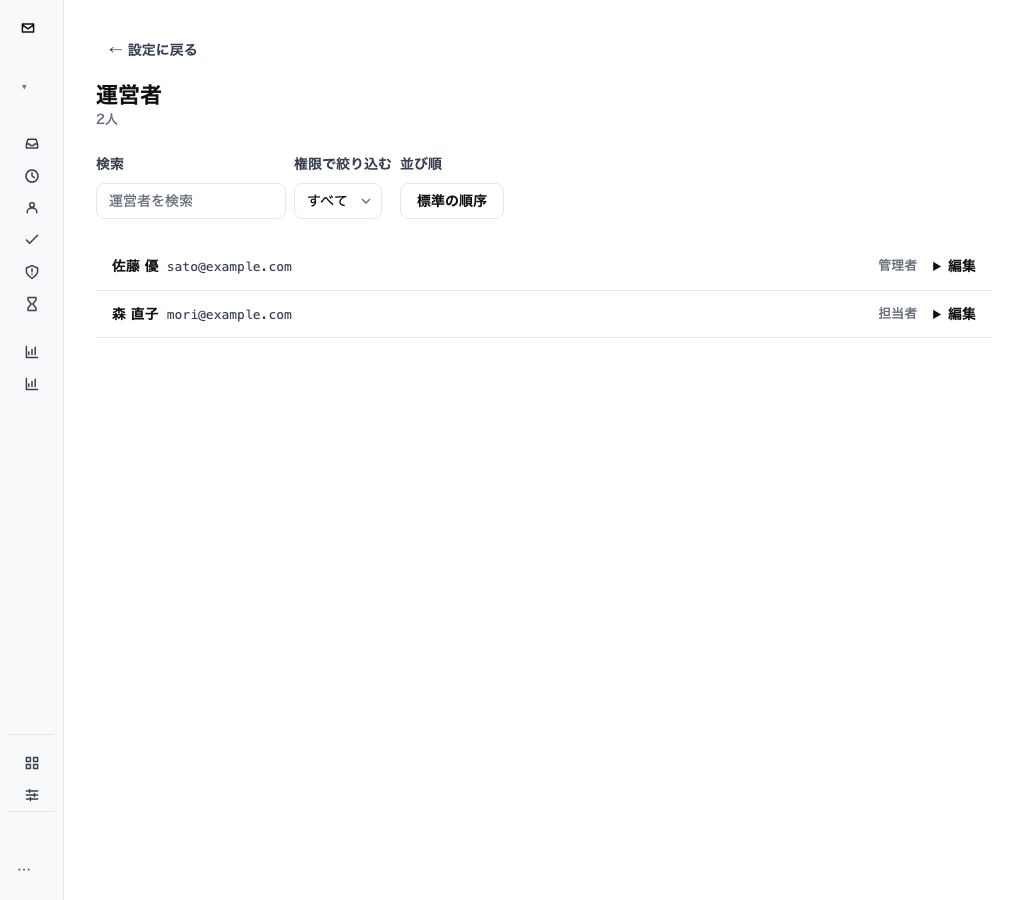 ← 設定に戻る
運営者
2人
検索 権限で絞り込む 並び順
運営者を検索 すべて 標準の順序
佐藤 優 sato@example.com 管理者 ▶ 編集
森 直子 mori@example.com 担当者 ▶ 編集